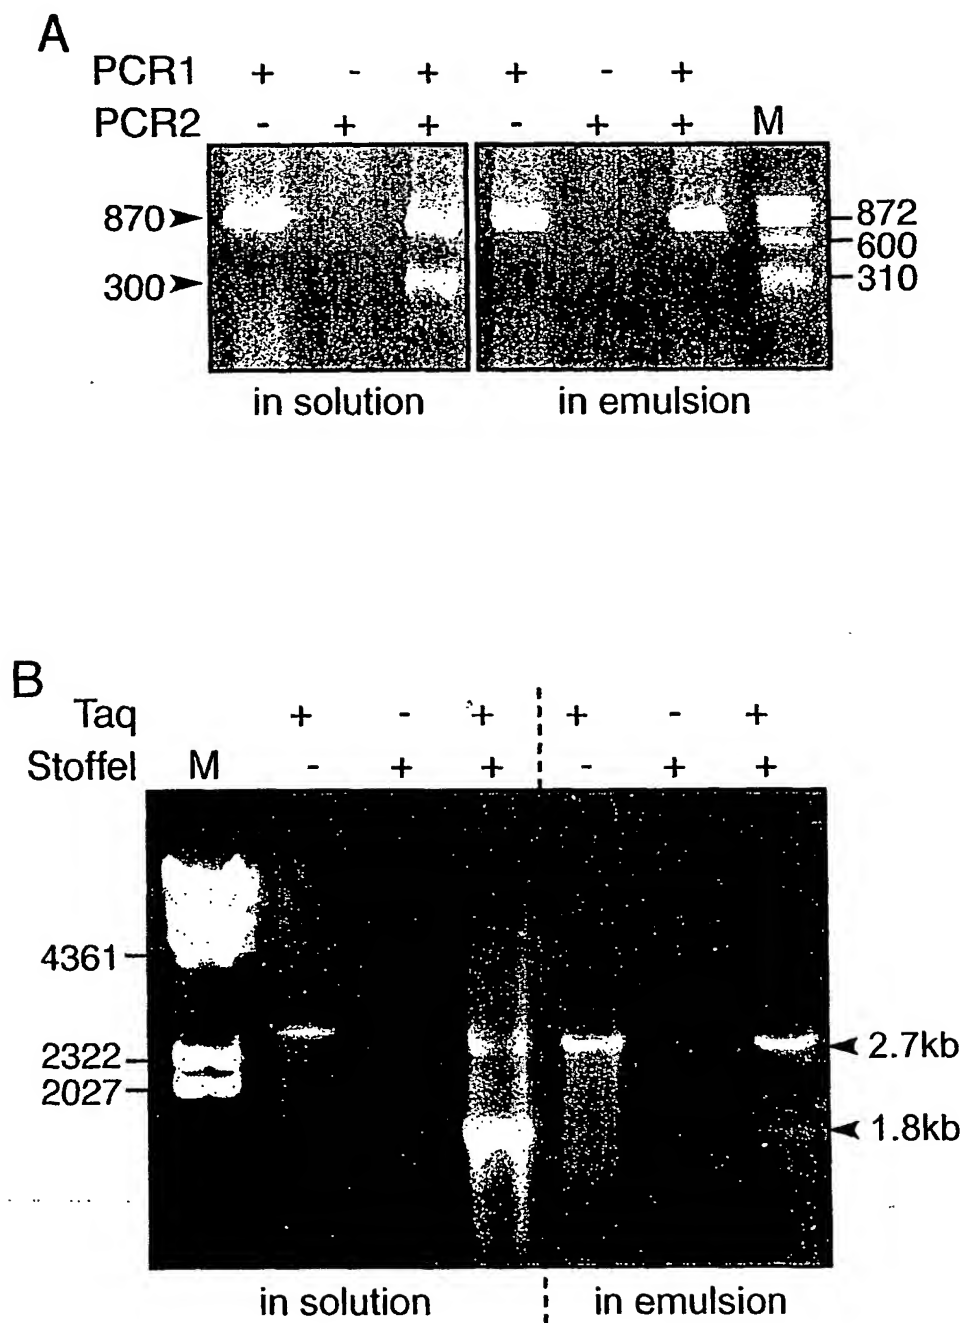 A
PCR1 + - + + - +
PCR2 - + + - + + M
870 872
600
300 310
in solution in emulsion
B
Taq + - + + - +
Stoffel M - + + - + +
4361
2322 2.7kb
2027
1.8kb
in solution in emulsion